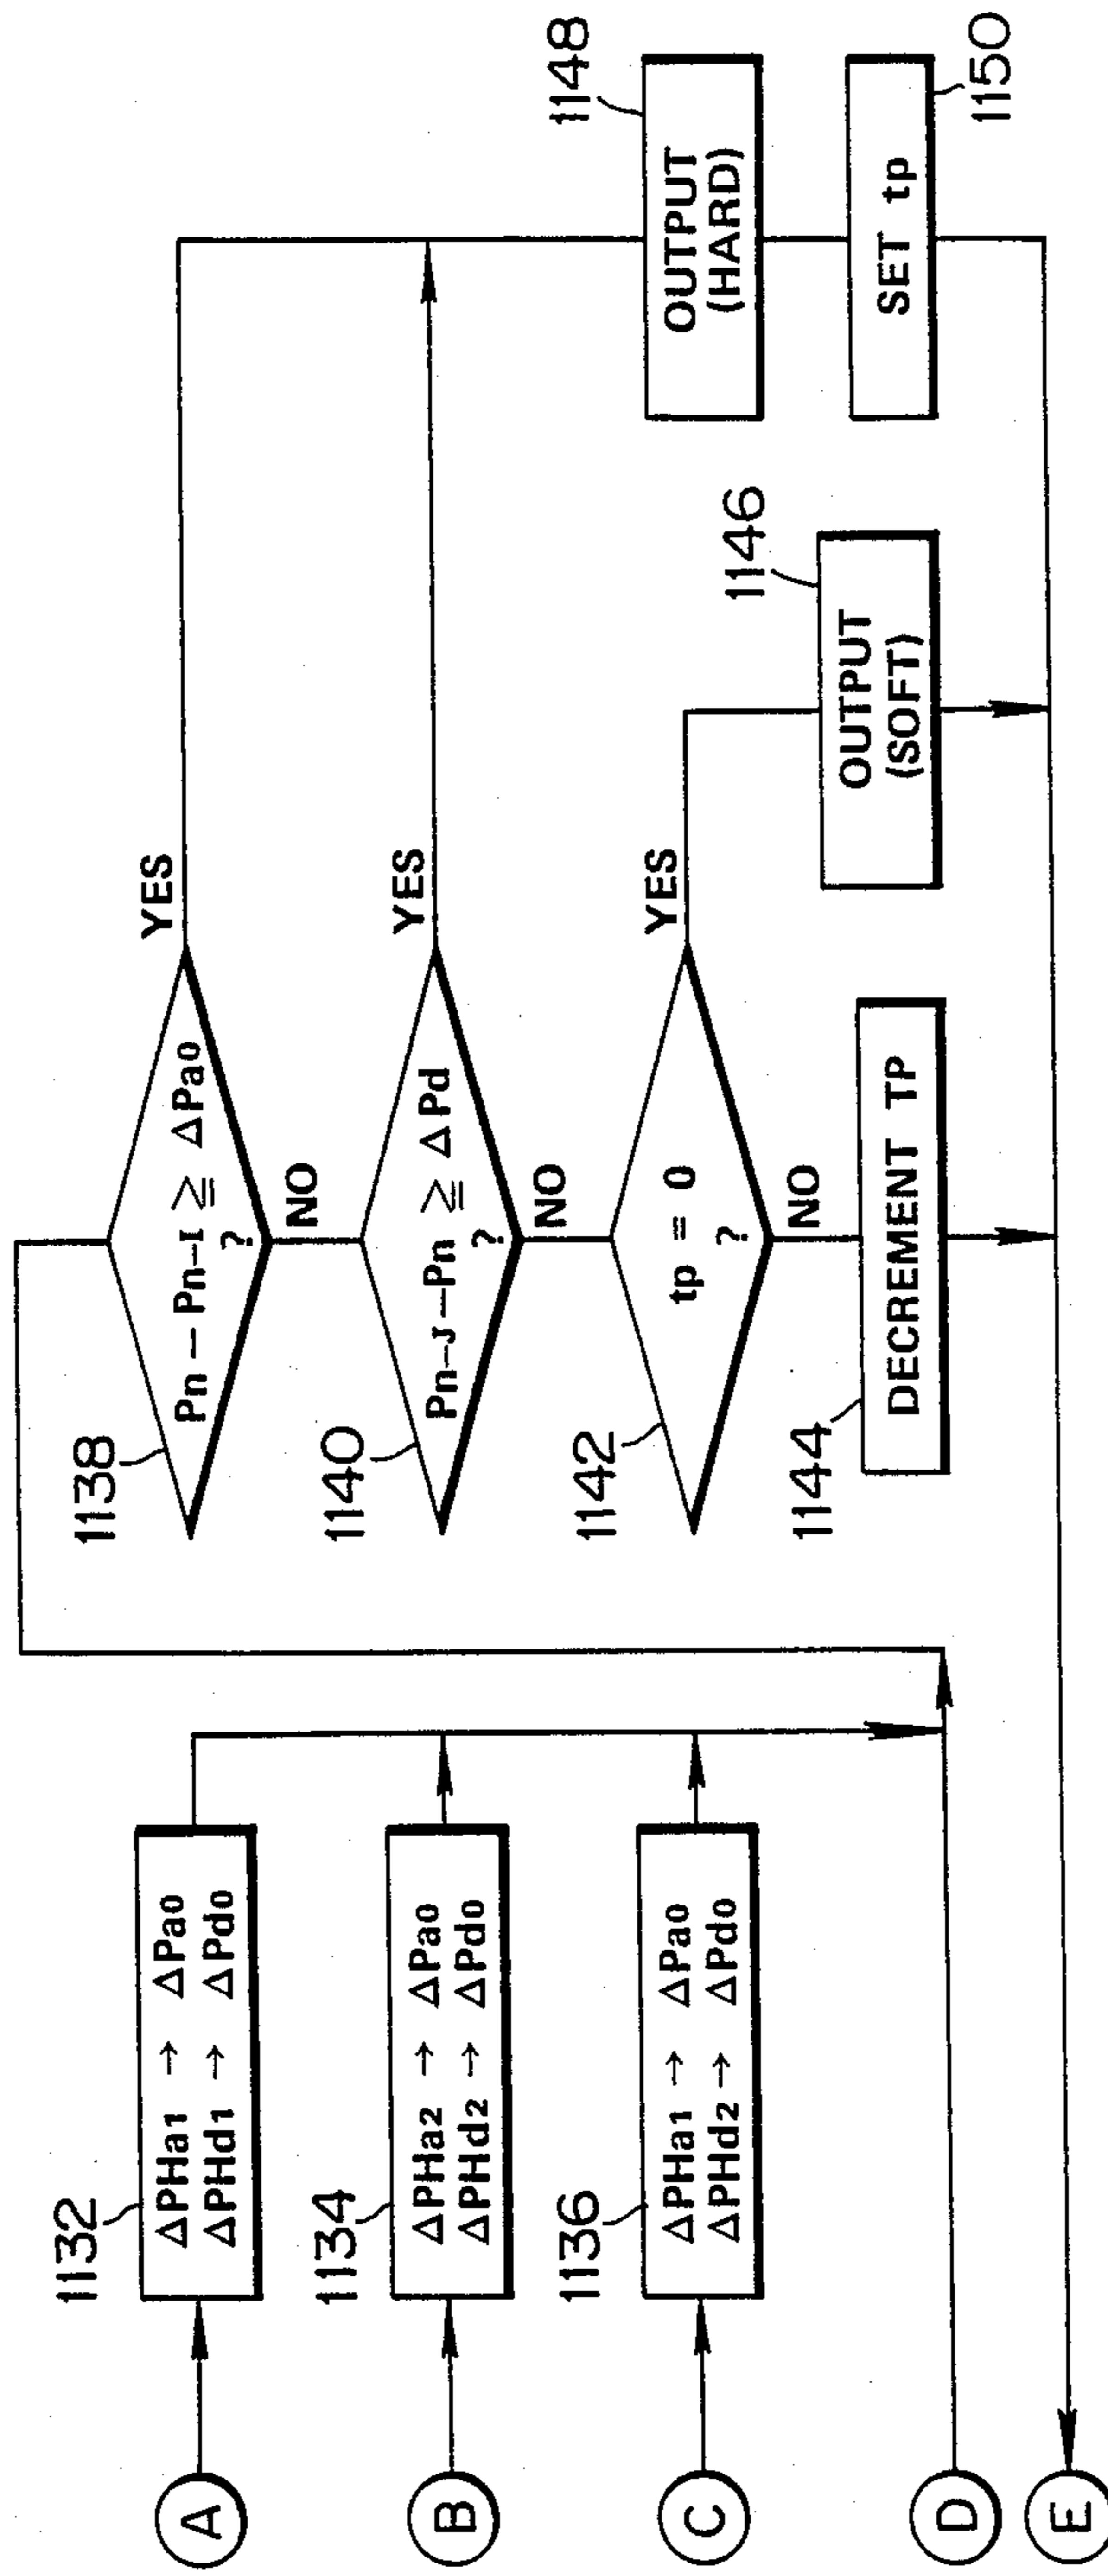 A
1132
ΔPHa1 → ΔPa0
ΔPHd1 → ΔPd0
B
1134
ΔPHa2 → ΔPa0
ΔPHd2 → ΔPd0
C
1136
ΔPHa1 → ΔPa0
ΔPHd2 → ΔPd0
D
E
1138
Pn − Pn−I ≧ ΔPa0
?
YES
NO
1140
Pn−J − Pn ≧ ΔPd
?
YES
NO
1142
tp = 0
?
YES
NO
1144
DECREMENT TP
1146
OUTPUT
(SOFT)
1148
OUTPUT
(HARD)
SET tp
1150